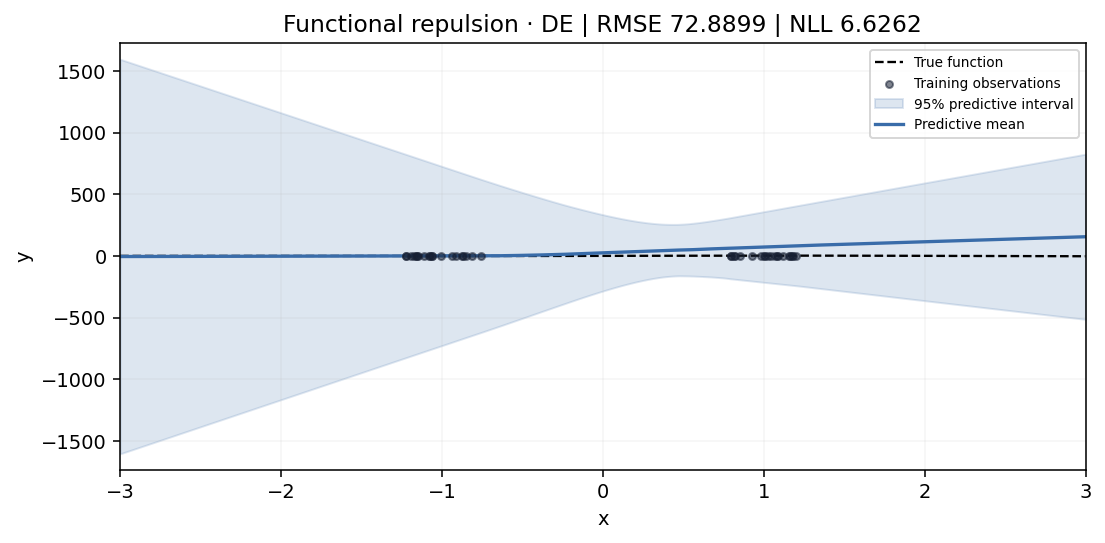 Functional repulsion · DE | RMSE 72.8899 | NLL 6.6262
True function
Training observations
95% predictive interval
Predictive mean
1500
1000
500
0
−500
−1000
−1500
y
−3
−2
−1
0
1
2
3
x